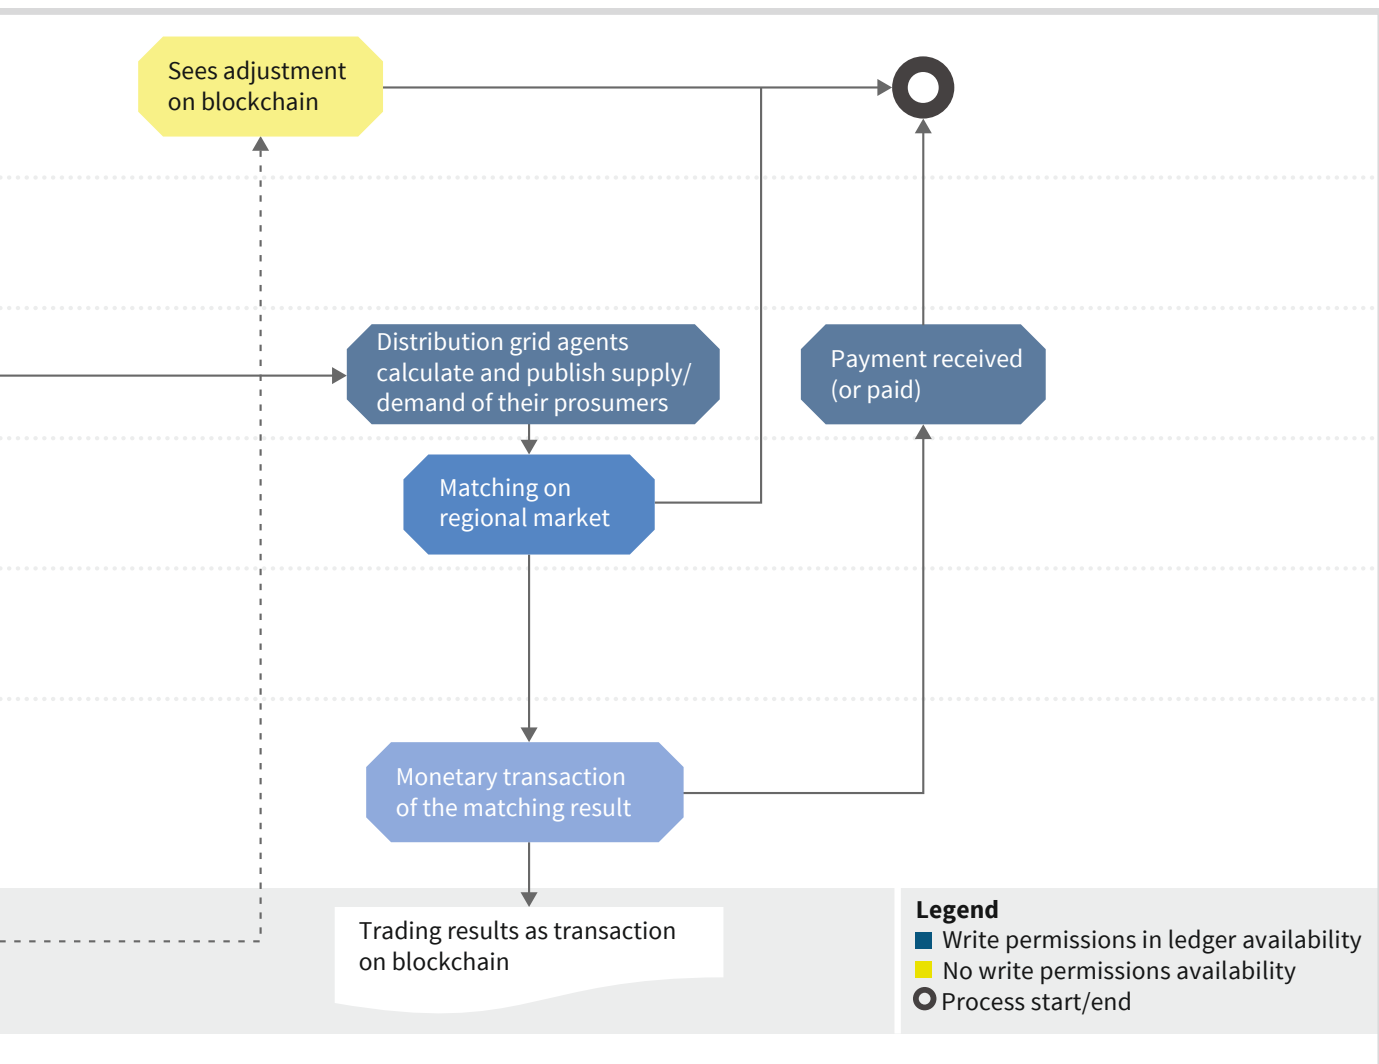 Sees adjustment
on blockchain
Distribution grid agents
calculate and publish supply/
demand of their prosumers
Payment received
(or paid)
Matching on
regional market
Monetary transaction
of the matching result
Trading results as transaction
on blockchain
Legend
Write permissions in ledger availability
No write permissions availability
Process start/end